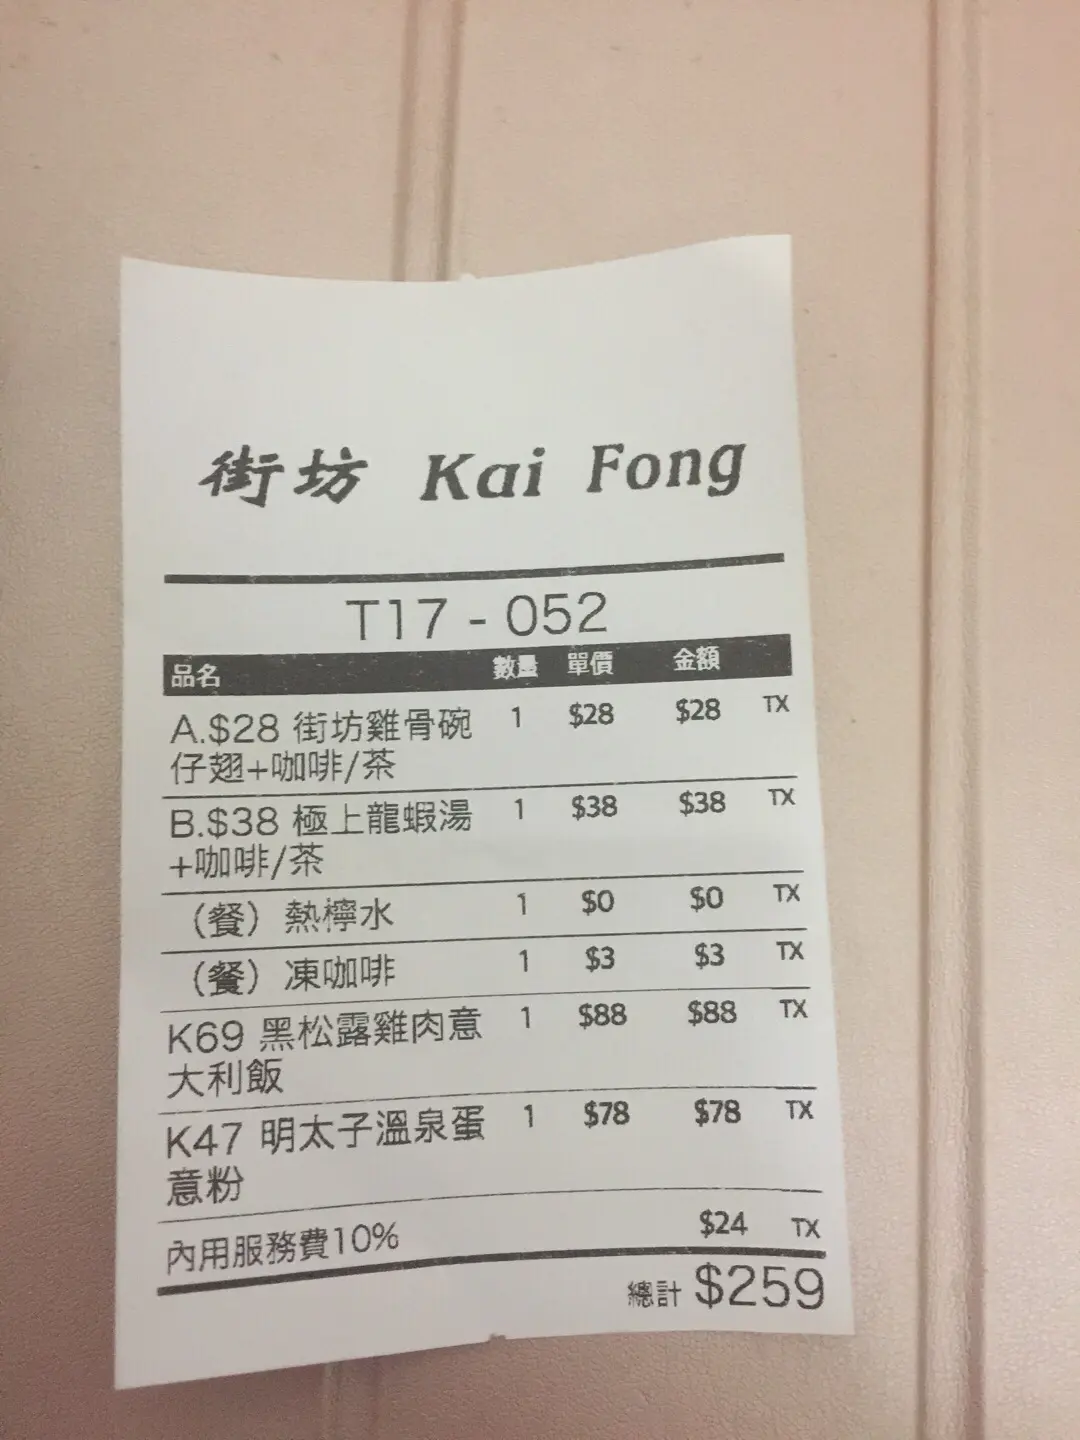 街坊 Kai Fong
T17 - 052
品名 數量 單價 金額
A.$28 街坊雞骨碗 1 $28 $28 TX
仔翅+咖啡/茶
B.$38 極上龍蝦湯 1 $38 $38 TX
+咖啡/茶
（餐）熱檸水 1 $0 $0 TX
（餐）凍咖啡 1 $3 $3 TX
K69 黑松露雞肉意 1 $88 $88 TX
大利飯
K47 明太子溫泉蛋 1 $78 $78 TX
意粉
內用服務費10% $24 TX
總計 $259